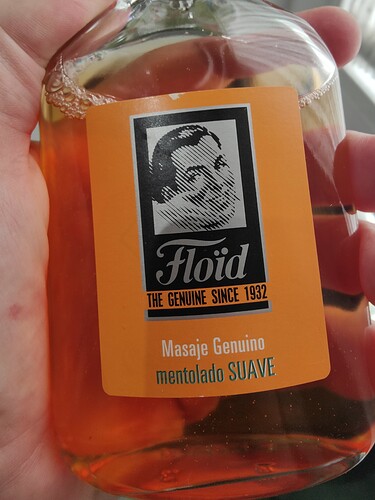 Floïd
THE GENUINE SINCE 1932
Masaje Genuino
mentolado SUAVE